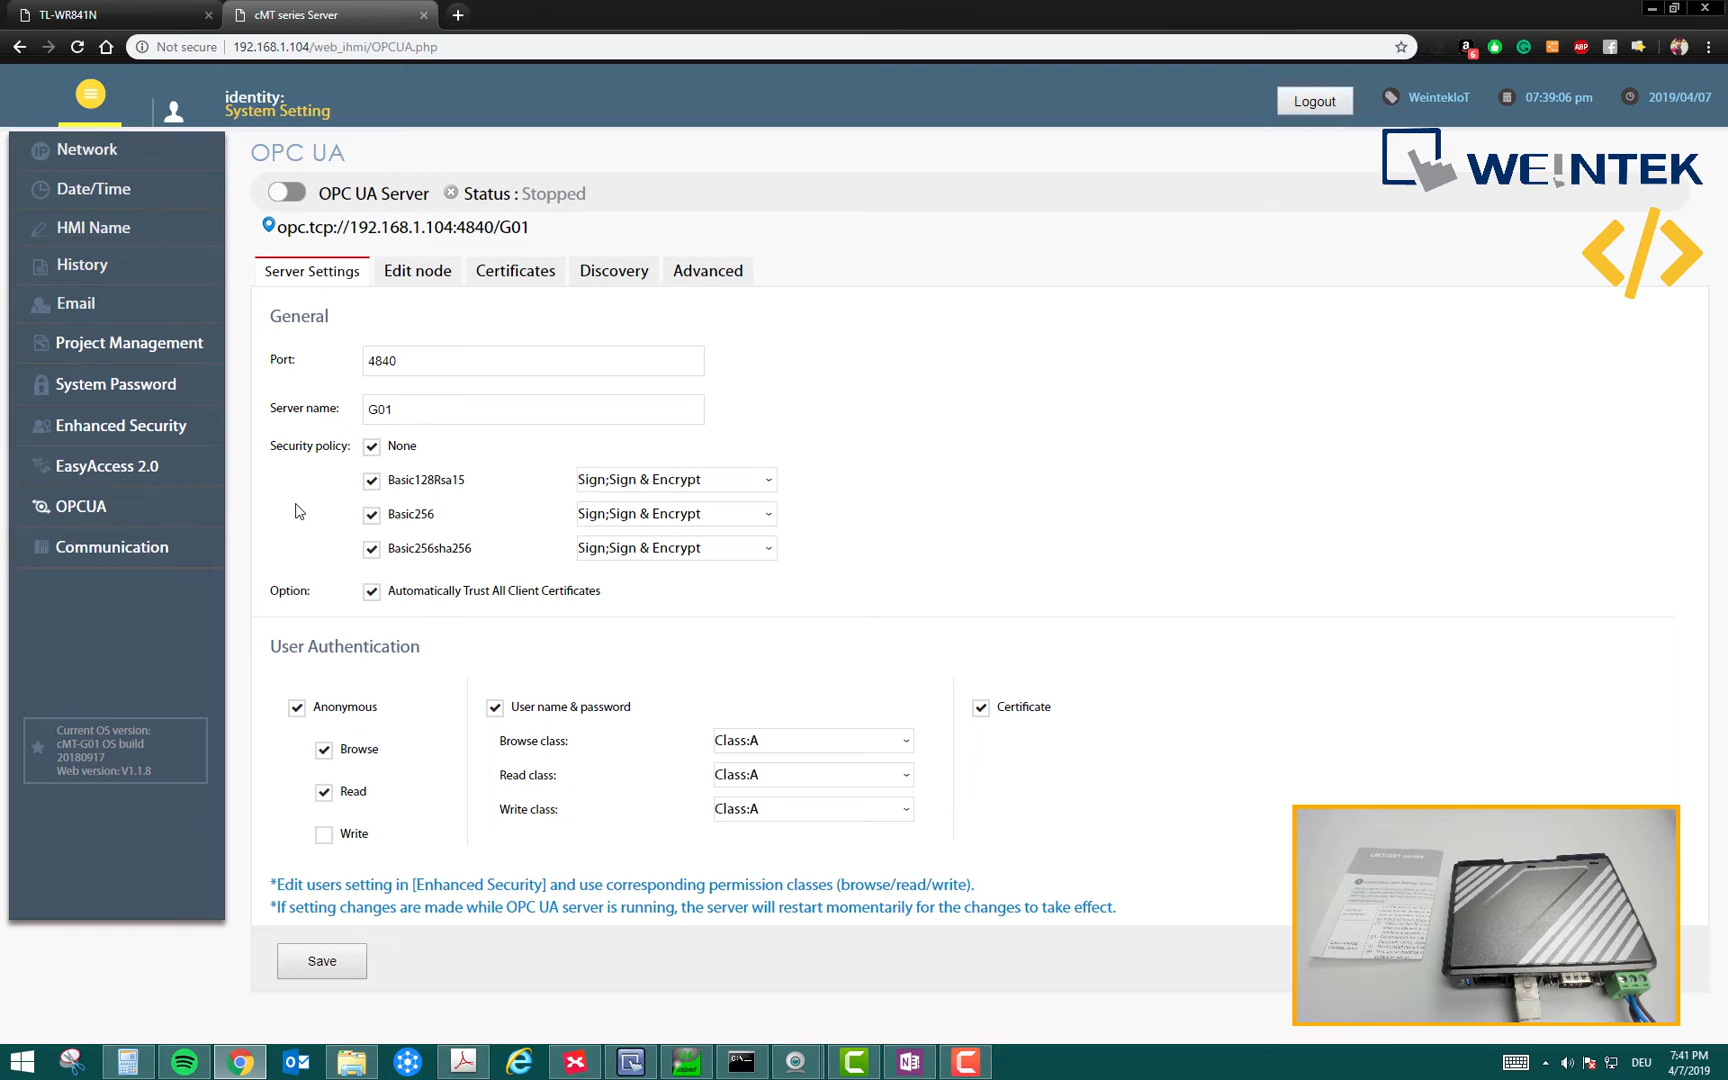 TL-WR841N
cMT series Server
Not secure
192.168.1.104/web_ihmi/OPCUA.php
6
ABP
identity:
System Setting
Logout
WeintekIoT
07:39:06 pm
2019/04/07
WEINTEK
Network
Date/Time
HMI Name
History
Email
Project Management
System Password
Enhanced Security
EasyAccess 2.0
OPCUA
Communication
Current OS version:
cMT-G01 OS build
20180917
Web version: V1.1.8
OPC UA
OPC UA Server
Status : Stopped
opc.tcp://192.168.1.104:4840/G01
Server Settings
Edit node
Certificates
Discovery
Advanced
General
Port:
4840
Server name:
G01
Security policy:
None
Basic128Rsa15
Sign;Sign & Encrypt
Basic256
Sign;Sign & Encrypt
Basic256sha256
Sign;Sign & Encrypt
Option:
Automatically Trust All Client Certificates
User Authentication
Anonymous
Browse
Read
Write
User name & password
Browse class:
Class:A
Read class:
Class:A
Write class:
Class:A
Certificate
*Edit users setting in [Enhanced Security] and use corresponding permission classes (browse/read/write).
*If setting changes are made while OPC UA server is running, the server will restart momentarily for the changes to take effect.
Save
cMT-G01 series
DEU
7:41 PM
4/7/2019